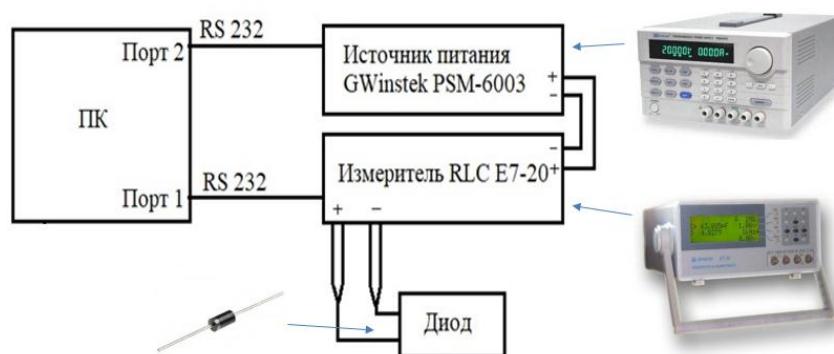 RS 232
Порт 2
Источник питания
GWinstek PSM-6003
+
−
ПК
−
Измеритель RLC E7-20
+
Порт 1
RS 232
+
−
Диод